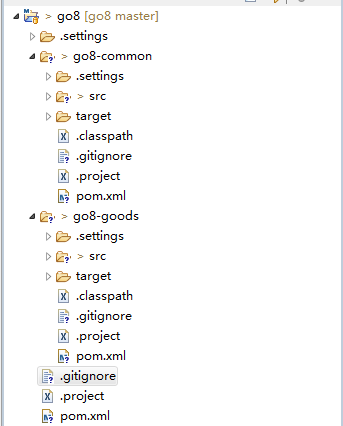 > go8 [go8 master]
.settings
> go8-common
.settings
> src
target
.classpath
.gitignore
.project
pom.xml
> go8-goods
.settings
> src
target
.classpath
.gitignore
.project
pom.xml
.gitignore
.project
pom.xml